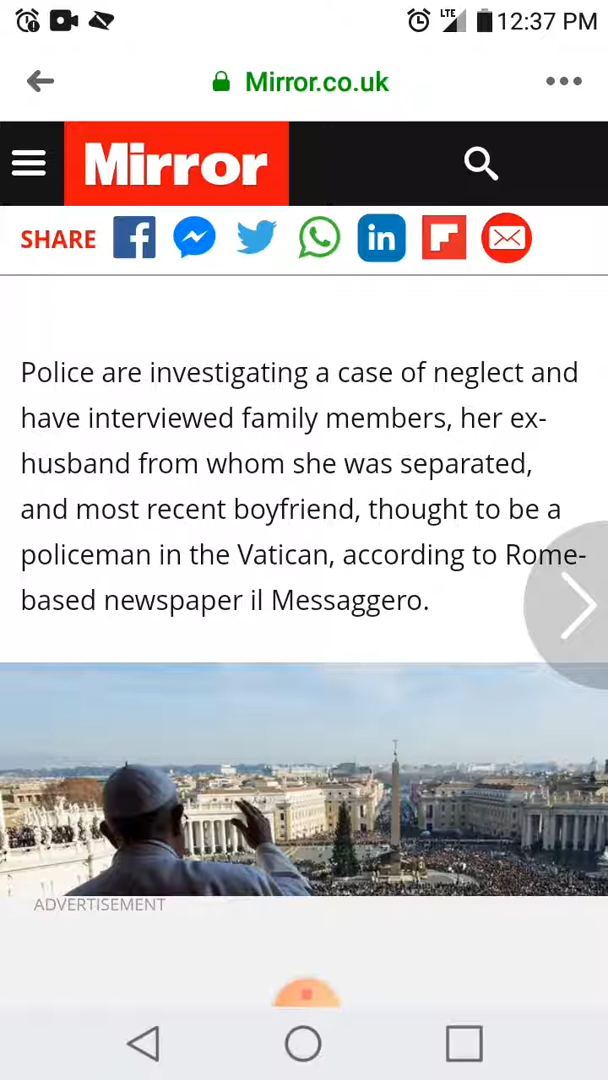 LTE 12:37 PM
Mirror.co.uk
Mirror
SHARE
Police are investigating a case of neglect and
have interviewed family members, her ex-
husband from whom she was separated,
and most recent boyfriend, thought to be a
policeman in the Vatican, according to Rome-
based newspaper il Messaggero.
ADVERTISEMENT